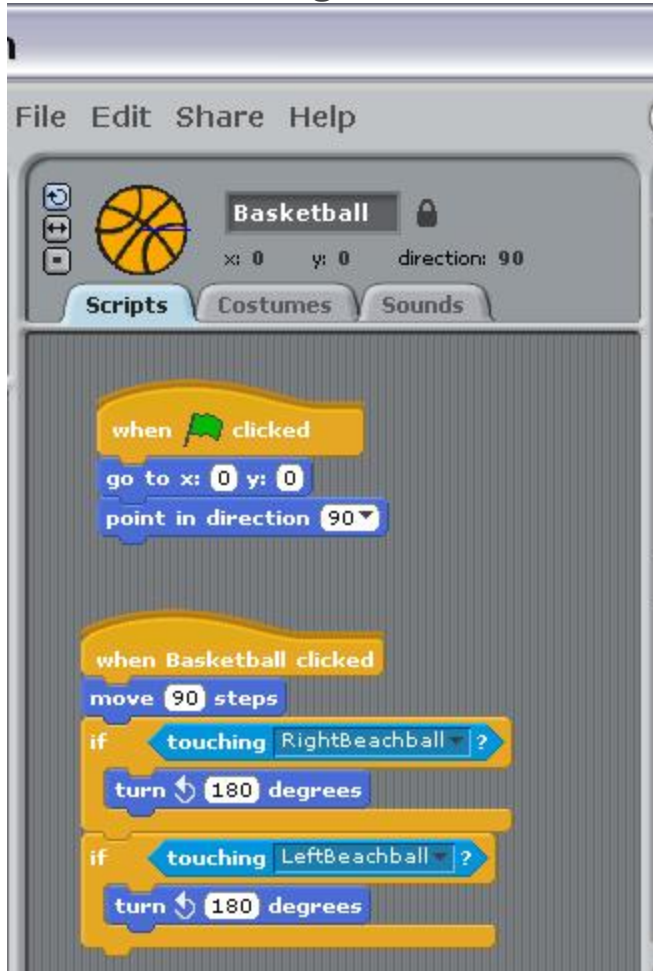 File Edit Share Help
Basketball
x: 0 y: 0 direction: 90
Scripts Costumes Sounds
when clicked
go to x: 0 y: 0
point in direction 90
when Basketball clicked
move 90 steps
if touching RightBeachball ?
turn 180 degrees
if touching LeftBeachball ?
turn 180 degrees